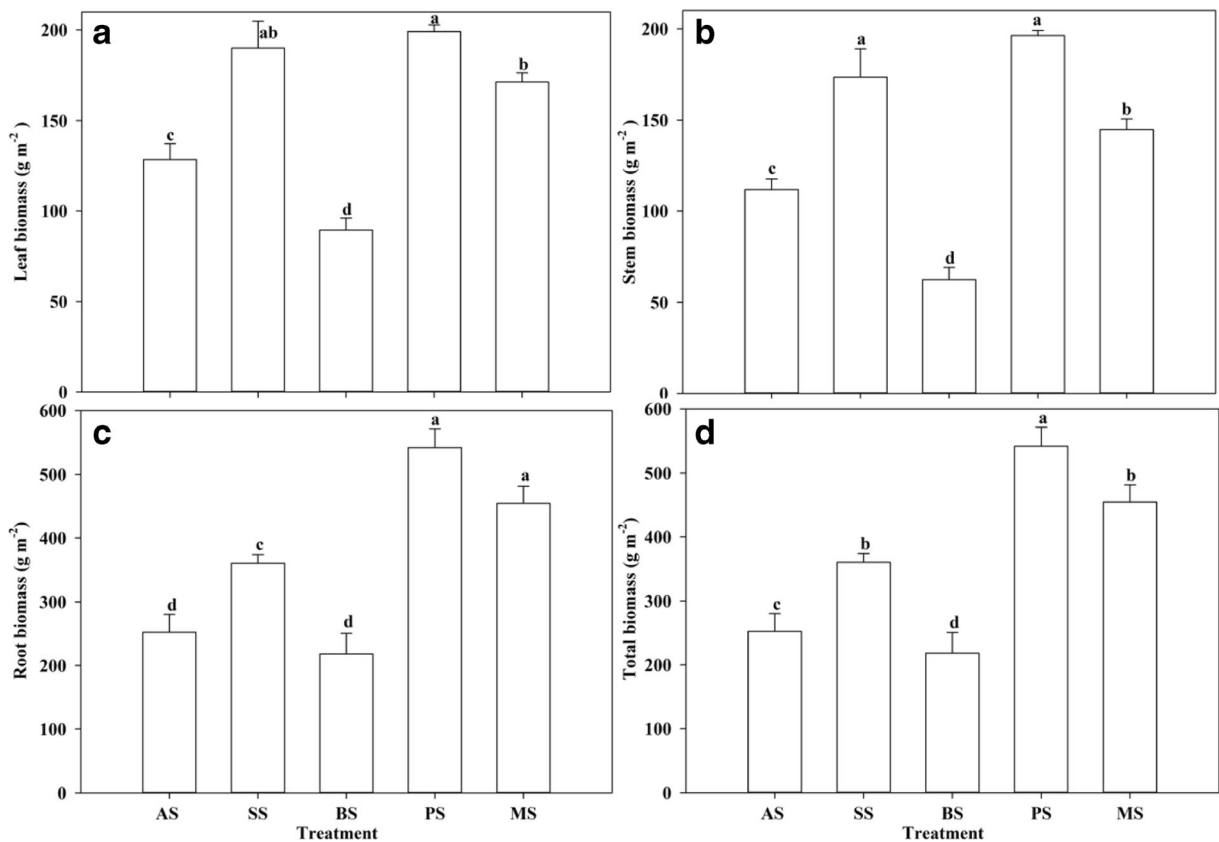 a
200
150
100
50
0
Leaf biomass (g m⁻²)
c
ab
d
a
b
b
200
150
100
50
0
Stem biomass (g m⁻²)
c
a
d
a
b
c
600
500
400
300
200
100
0
Root biomass (g m⁻²)
d
c
d
a
a
AS SS BS PS MS
Treatment
d
600
500
400
300
200
100
0
Total biomass (g m⁻²)
c
b
d
a
b
AS SS BS PS MS
Treatment